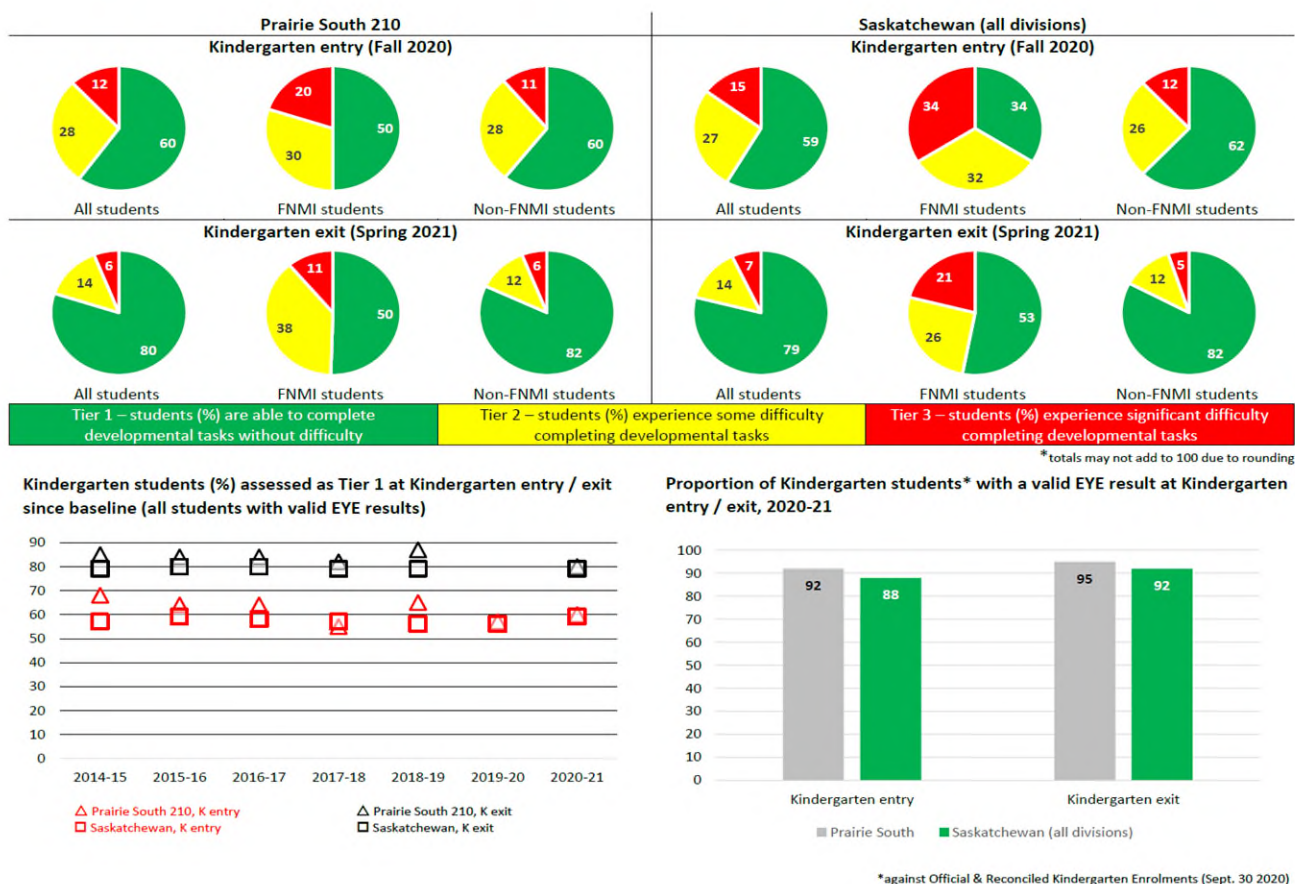 Prairie South 210
Saskatchewan (all divisions)
Kindergarten entry (Fall 2020)
Kindergarten entry (Fall 2020)
12
28
60
20
30
50
11
28
60
15
27
59
34
34
32
12
26
62
All students
FNMI students
Non-FNMI students
All students
FNMI students
Non-FNMI students
Kindergarten exit (Spring 2021)
Kindergarten exit (Spring 2021)
6
14
80
11
38
50
6
12
82
7
14
79
21
26
53
5
12
82
All students
FNMI students
Non-FNMI students
All students
FNMI students
Non-FNMI students
Tier 1 – students (%) are able to complete
developmental tasks without difficulty
Tier 2 – students (%) experience some difficulty
completing developmental tasks
Tier 3 – students (%) experience significant difficulty
completing developmental tasks
*totals may not add to 100 due to rounding
Kindergarten students (%) assessed as Tier 1 at Kindergarten entry / exit
since baseline (all students with valid EYE results)
90
80
70
60
50
40
30
20
10
0
2014-15
2015-16
2016-17
2017-18
2018-19
2019-20
2020-21
Prairie South 210, K entry
Prairie South 210, K exit
Saskatchewan, K entry
Saskatchewan, K exit
Proportion of Kindergarten students* with a valid EYE result at Kindergarten
entry / exit, 2020-21
100
90
80
70
60
50
40
30
20
10
0
92
88
95
92
Kindergarten entry
Kindergarten exit
Prairie South
Saskatchewan (all divisions)
*against Official & Reconciled Kindergarten Enrolments (Sept. 30 2020)